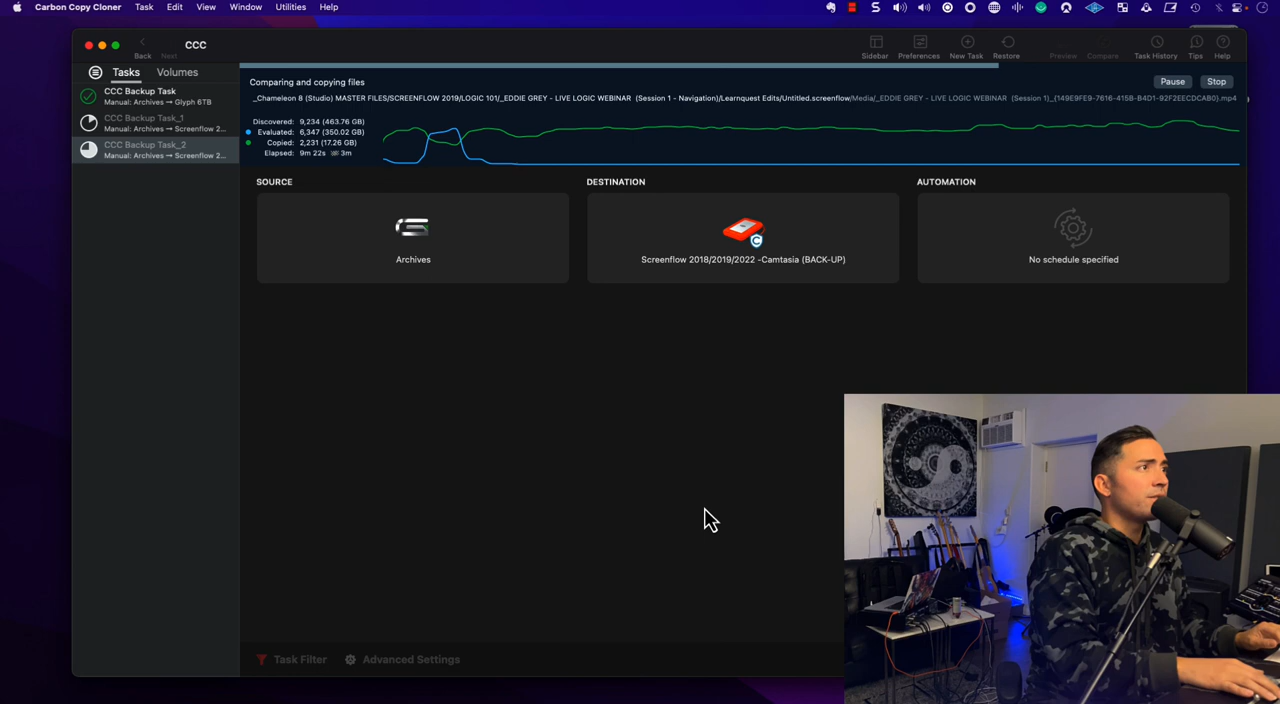 Carbon Copy Cloner Task Edit View Window Utilities Help
CCC
Back Next
Sidebar Preferences New Task Restore Preview Compare Task History Tips Help
Tasks Volumes
CCC Backup Task
Manual: Archives → Glyph 6TB
CCC Backup Task_1
Manual: Archives → Screenflow 2...
CCC Backup Task_2
Manual: Archives → Screenflow 2...
Comparing and copying files
Pause Stop
_Chameleon 8 (Studio) MASTER FILES/SCREENFLOW 2019/LOGIC 101/_EDDIE GREY - LIVE LOGIC WEBINAR (Session 1 - Navigation)/Learnquest Edits/Untitled.screenflow/Media/_EDDIE GREY - LIVE LOGIC WEBINAR (Session 1)_{149E9FE9-7616-415B-B4D1-92F2EECDCAB0}.mp4
Discovered: 9,234 (463.76 GB)
Evaluated: 6,347 (350.02 GB)
Copied: 2,231 (17.26 GB)
Elapsed: 9m 22s 3m
SOURCE
Archives
DESTINATION
Screenflow 2018/2019/2022 -Camtasia (BACK-UP)
AUTOMATION
No schedule specified
Task Filter Advanced Settings